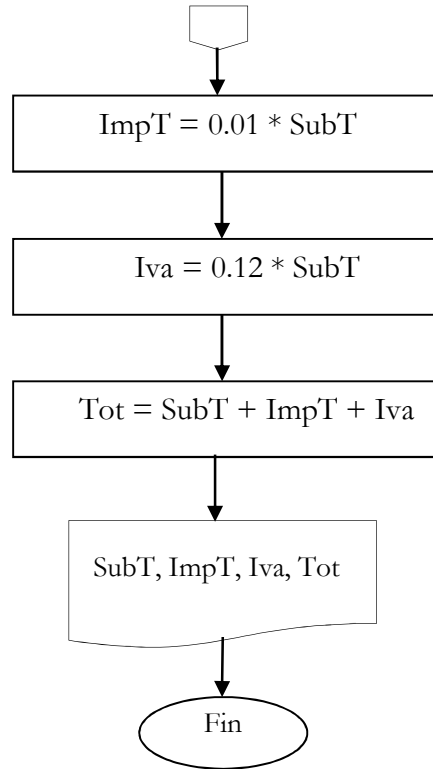 ImpT = 0.01 * SubT
Iva = 0.12 * SubT
Tot = SubT + ImpT + Iva
SubT, ImpT, Iva, Tot
Fin